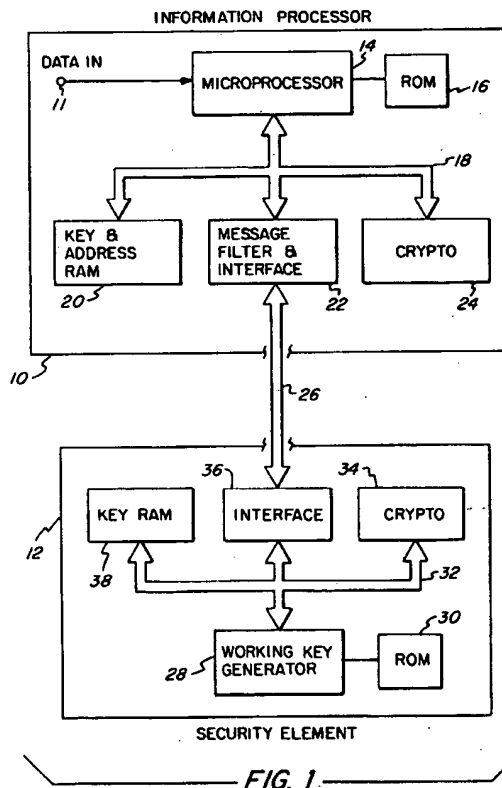 INFORMATION PROCESSOR
14
DATA IN
11
MICROPROCESSOR
ROM
16
18
KEY &
ADDRESS
RAM
20
MESSAGE
FILTER &
INTERFACE
22
CRYPTO
24
10
26
36
34
12
KEY RAM
38
INTERFACE
CRYPTO
32
30
28
WORKING KEY
GENERATOR
ROM
SECURITY ELEMENT
FIG. 1